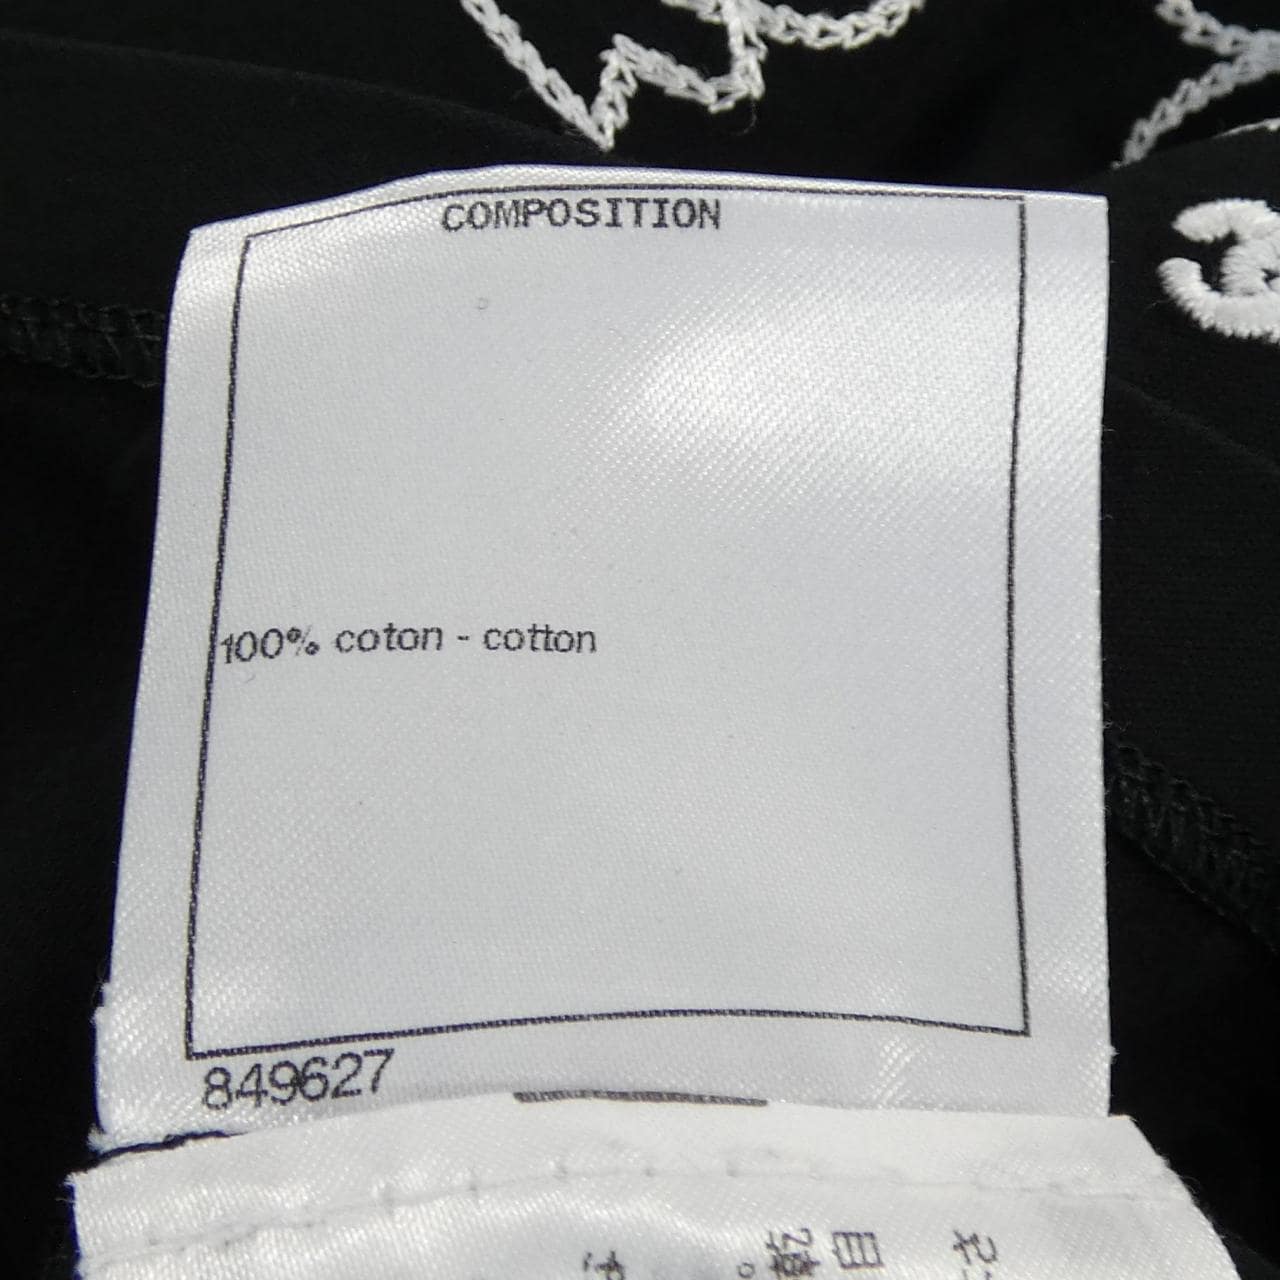 COMPOSITION
100% coton - cotton
849627